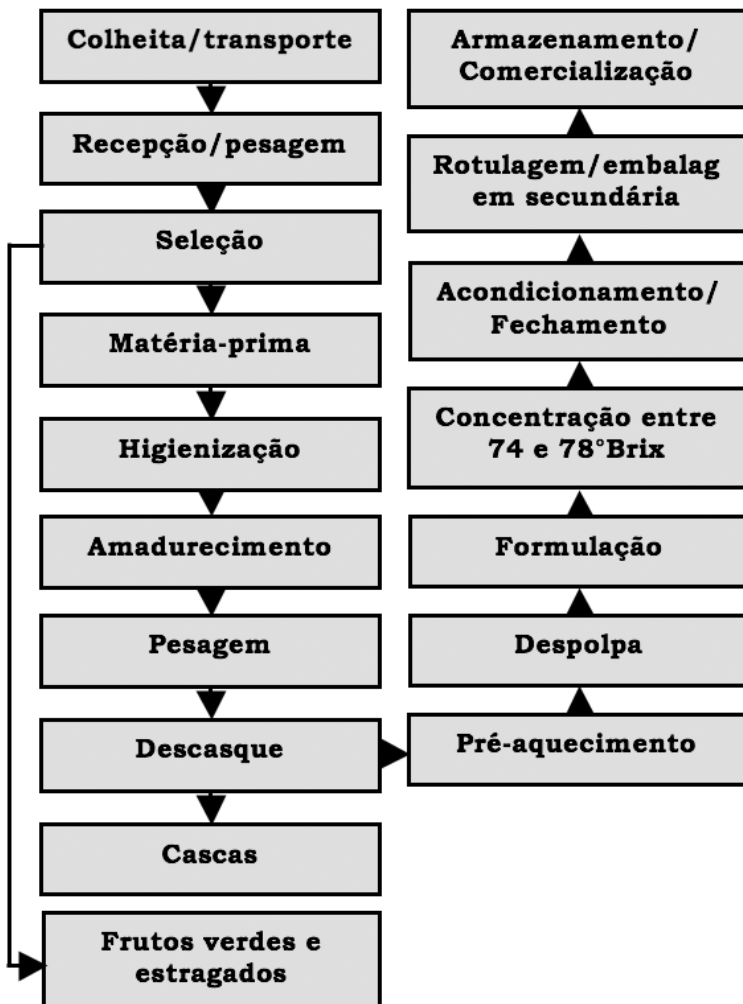 Colheita/transporte
Recepção/pesagem
Seleção
Matéria-prima
Higienização
Amadurecimento
Pesagem
Descasque
Cascas
Frutos verdes e
estragados
Armazenamento/
Comercialização
Rotulagem/embalag
em secundária
Acondicionamento/
Fechamento
Concentração entre
74 e 78°Brix
Formulação
Despolpa
Pré-aquecimento